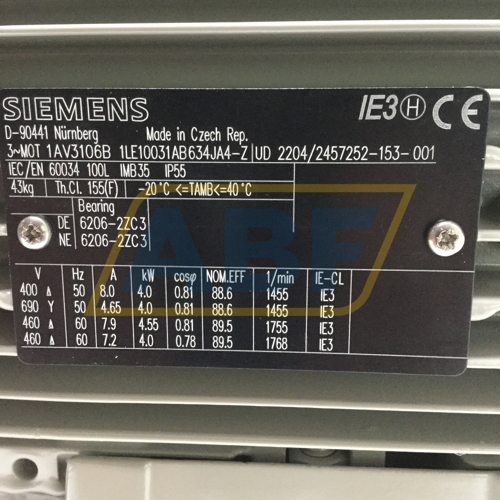 SIEMENS IE3 H CE
D-90441 Nürnberg Made in Czech Rep.
3~MOT 1AV3106B 1LE10031AB634JA4-Z UD 2204/2457252-153-001
IEC/EN 60034 100L IMB35 IP55
43kg Th.Cl. 155(F) -20°C <=TAMB<=40°C
Bearing
DE 6206-2ZC3
NE 6206-2ZC3
V Hz A kW cosφ NOM.EFF 1/min IE-CL
400 Δ 50 8.0 4.0 0.81 88.6 1455 IE3
690 Y 50 4.65 4.0 0.81 88.6 1455 IE3
460 Δ 60 7.9 4.55 0.81 89.5 1755 IE3
460 Δ 60 7.2 4.0 0.78 89.5 1768 IE3
ABF